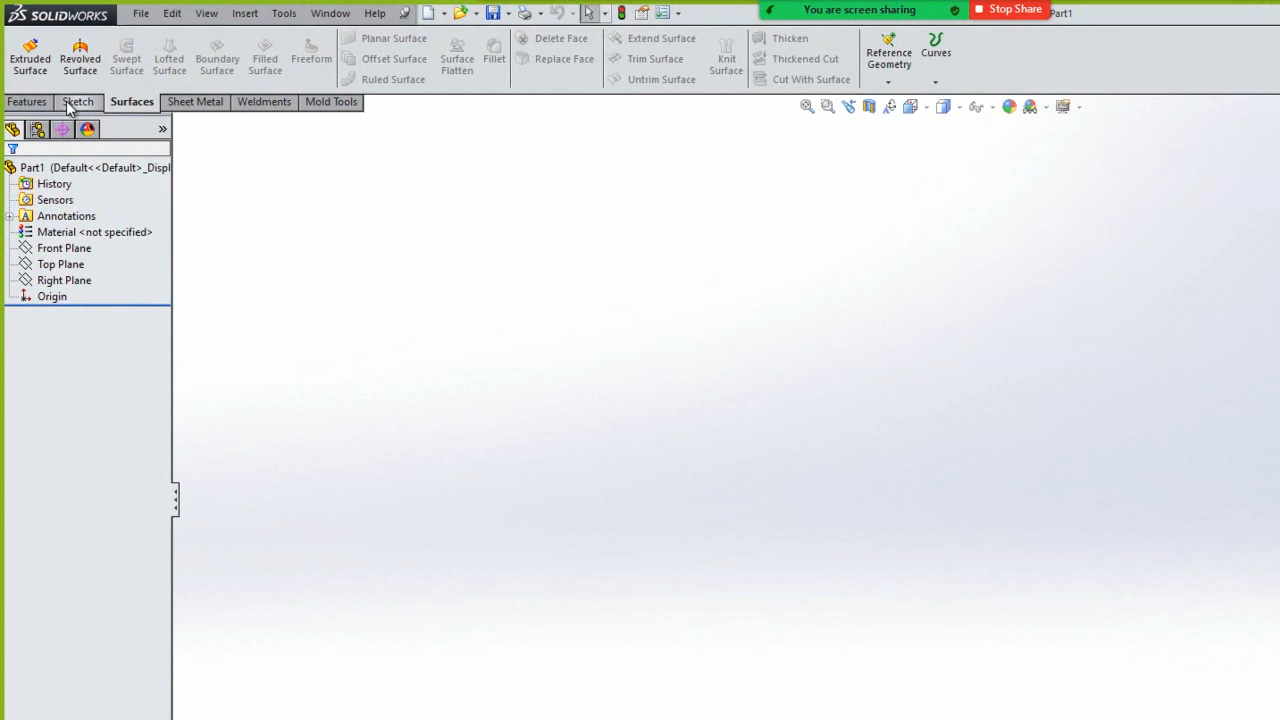 SOLIDWORKS File Edit View Insert Tools Window Help You are screen sharing Stop Share Part1
Extruded Surface Revolved Surface Swept Surface Lofted Surface Boundary Surface Filled Surface Freeform
Planar Surface
Offset Surface
Ruled Surface
Surface Flatten
Fillet
Delete Face
Replace Face
Extend Surface
Trim Surface
Untrim Surface
Knit Surface
Thicken
Thickened Cut
Cut With Surface
Reference Geometry
Curves
Features Sketch Surfaces Sheet Metal Weldments Mold Tools
Part1 (Default<<Default>_Displ
History
Sensors
Annotations
Material <not specified>
Front Plane
Top Plane
Right Plane
Origin